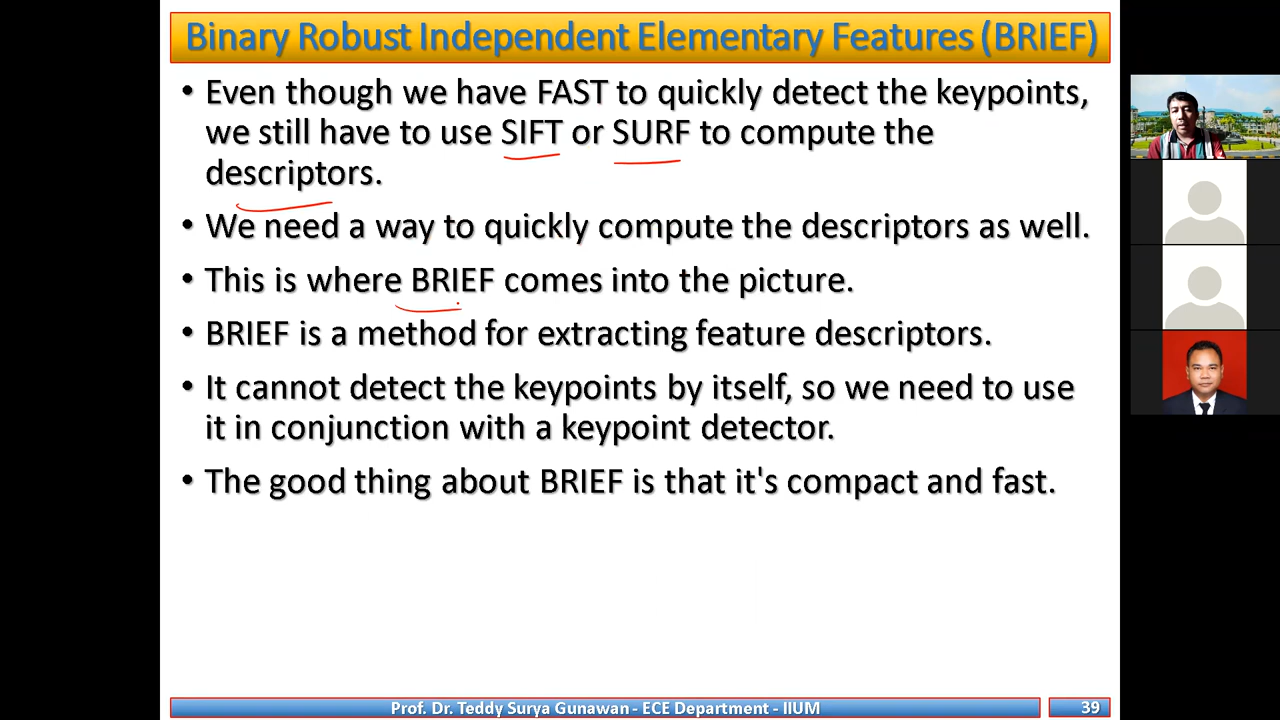 Binary Robust Independent Elementary Features (BRIEF)
• Even though we have FAST to quickly detect the keypoints,
we still have to use SIFT or SURF to compute the
descriptors.
• We need a way to quickly compute the descriptors as well.
• This is where BRIEF comes into the picture.
• BRIEF is a method for extracting feature descriptors.
• It cannot detect the keypoints by itself, so we need to use
it in conjunction with a keypoint detector.
• The good thing about BRIEF is that it's compact and fast.
Prof. Dr. Teddy Surya Gunawan - ECE Department - IIUM
39